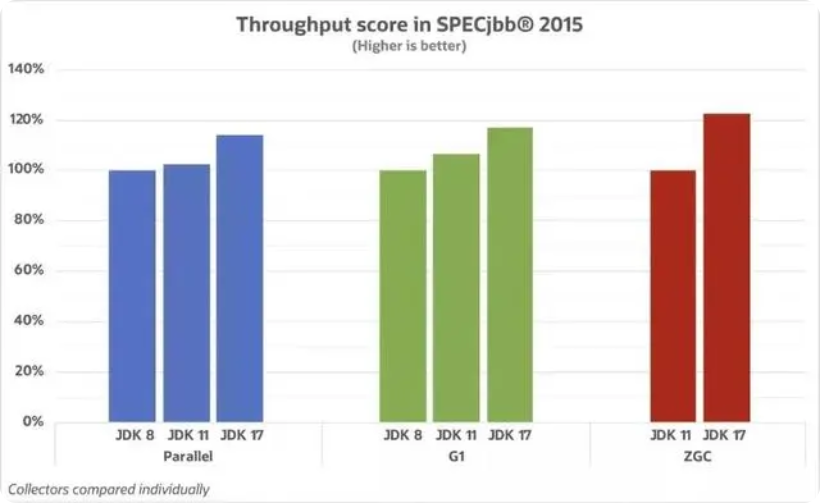 Throughput score in SPECjbb® 2015
(Higher is better)
140%
120%
100%
80%
60%
40%
20%
0%
JDK 8 JDK 11 JDK 17 JDK 8 JDK 11 JDK 17 JDK 11 JDK 17
Parallel G1 ZGC
Collectors compared individually